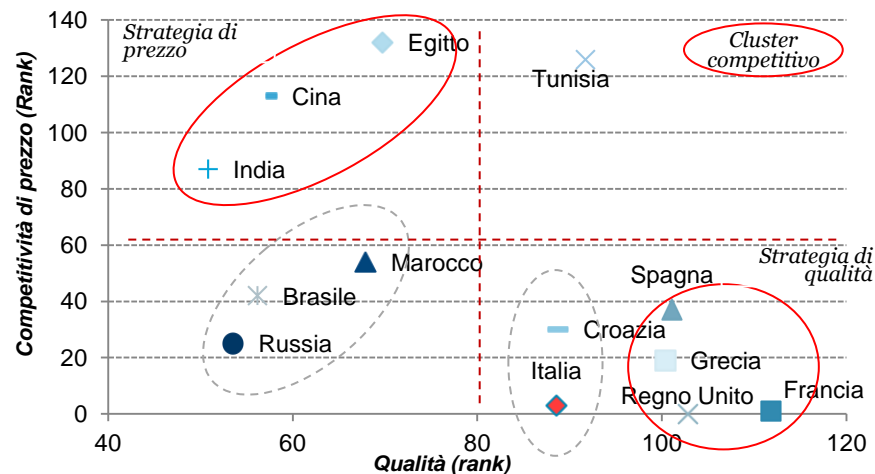 Strategia di
prezzo
Cluster
competitivo
Egitto
Tunisia
Cina
India
Strategia di
qualità
Marocco
Spagna
Brasile
Croazia
Russia
Italia
Grecia
Regno Unito
Francia
140
120
100
80
60
40
20
0
40
60
80
100
120
Competitività di prezzo (Rank)
Qualità (rank)